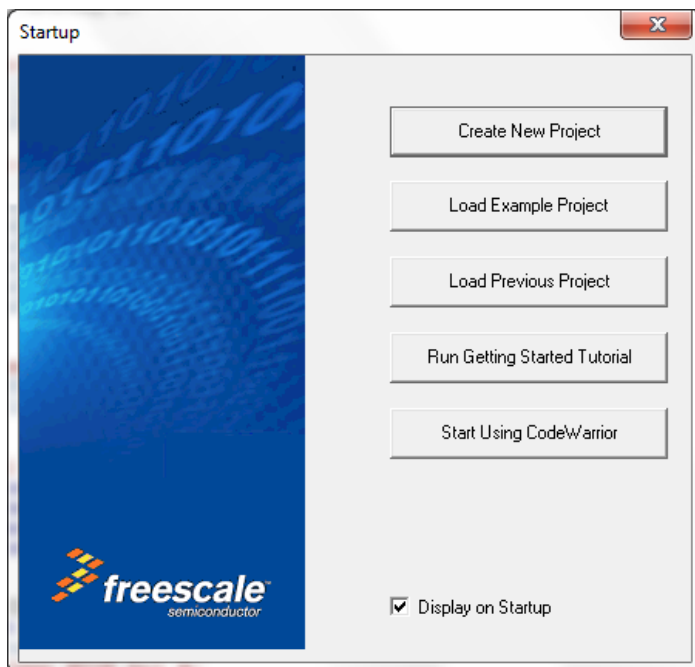 Startup
Create New Project
Load Example Project
Load Previous Project
Run Getting Started Tutorial
Start Using CodeWarrior
freescale™
semiconductor
Display on Startup